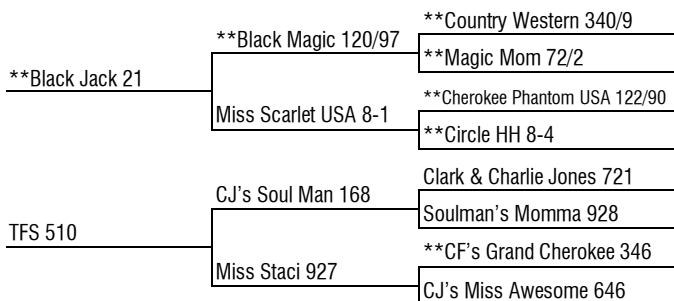 **Country Western 340/9
**Black Magic 120/97
**Magic Mom 72/2
**Black Jack 21
**Cherokee Phantom USA 122/90
Miss Scarlet USA 8-1
**Circle HH 8-4
Clark & Charlie Jones 721
CJ's Soul Man 168
Soulman's Momma 928
TFS 510
**CF's Grand Cherokee 346
Miss Staci 927
CJ's Miss Awesome 646